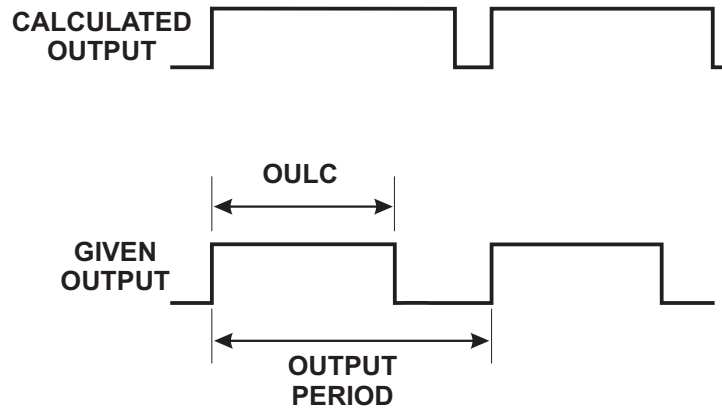 CALCULATED
OUTPUT
OULC
GIVEN
OUTPUT
OUTPUT
PERIOD